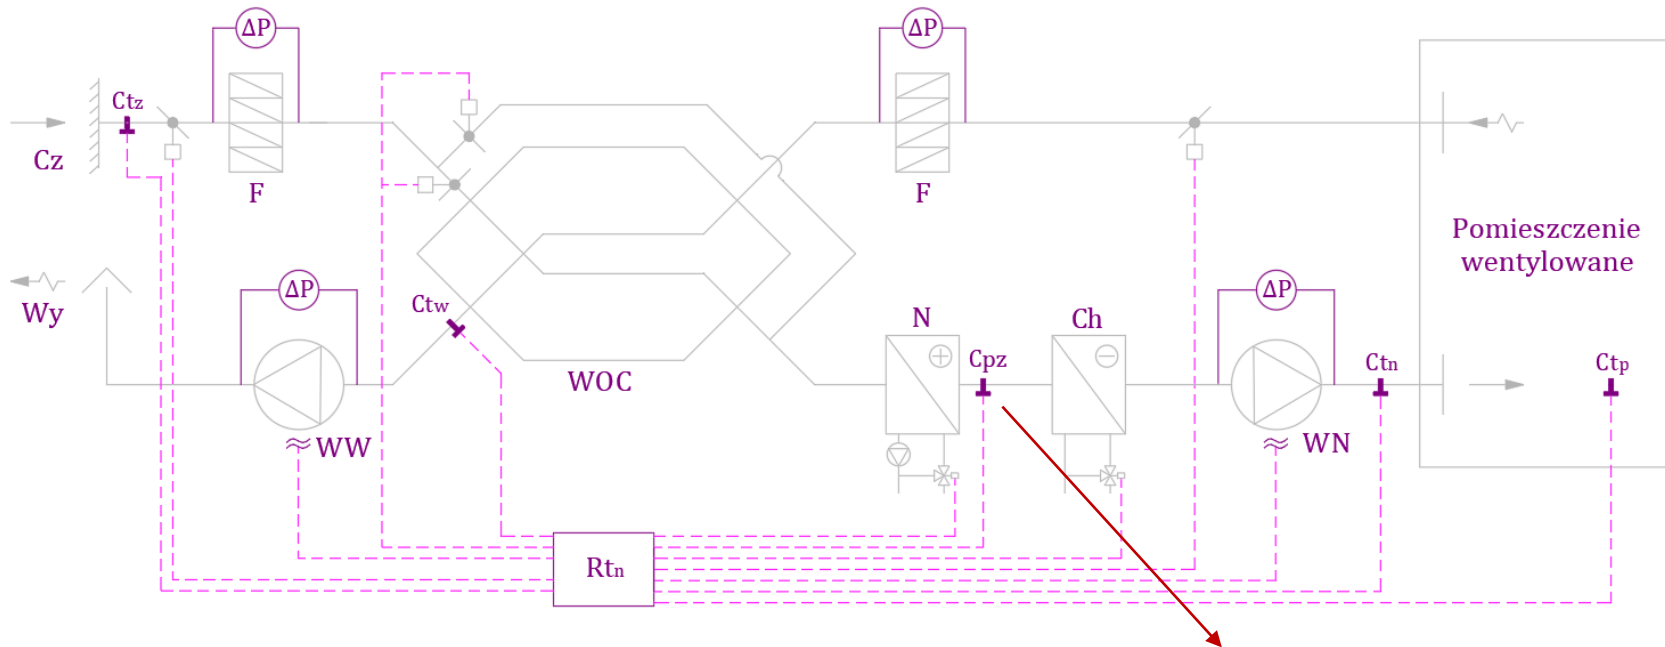 ΔP
ΔP
Ctz
Cz
F
F
Pomieszczenie
wentylowane
ΔP
ΔP
Ctw
Wy
N
Ch
Cpz
Ctn
Ctp
WOC
WW
WN
Rtn